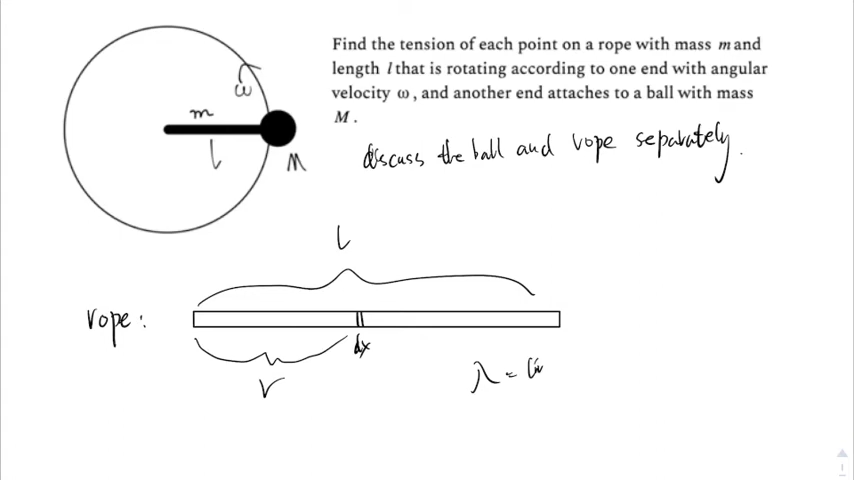 Find the tension of each point on a rope with mass m and
length l that is rotating according to one end with angular
velocity ω, and another end attaches to a ball with mass
M.
ω
m
l
M
discuss the ball and rope separately.
l
rope:
dx
r
λ =